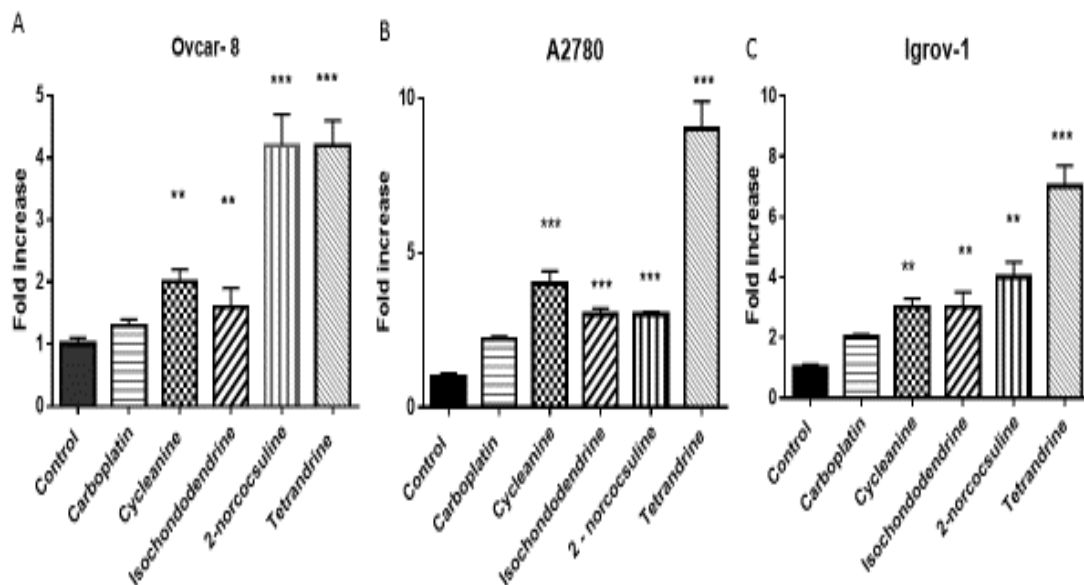 A
Ovcar- 8
Fold increase
5
4
3
2
1
0
***
***
**
**
Control
Carboplatin
Cycleanine
Isochondodendrine
2-norcocsuline
Tetrandrine
B
A2780
Fold increase
10
5
0
***
***
***
***
Control
Carboplatin
Cycleanine
Isochondodendrine
2 - norcocsuline
Tetrandrine
C
Igrov-1
Fold increase
10
8
6
4
2
0
**
**
**
***
Control
Carboplatin
Cycleanine
Isochondodendrine
2-norcocsuline
Tetrandrine